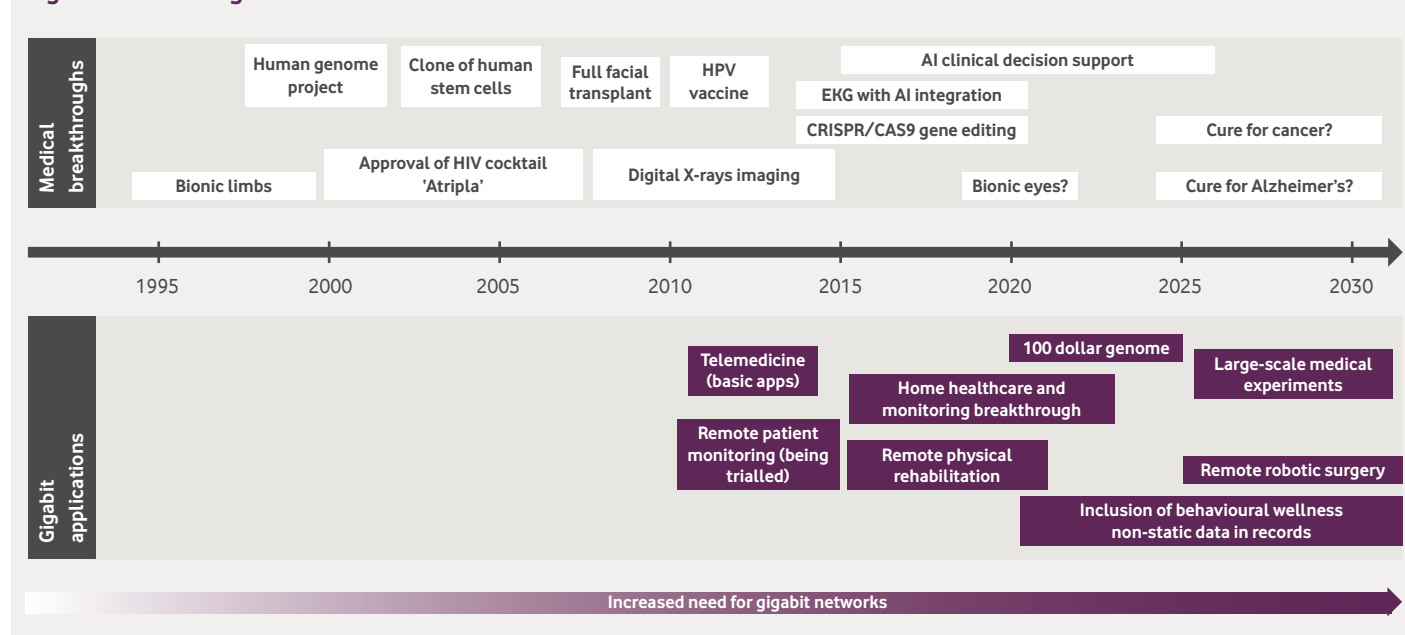 Medical
breakthroughs
Human genome
project
Clone of human
stem cells
Full facial
transplant
HPV
vaccine
AI clinical decision support
EKG with AI integration
CRISPR/CAS9 gene editing
Cure for cancer?
Bionic limbs
Approval of HIV cocktail
'Atripla'
Digital X-rays imaging
Bionic eyes?
Cure for Alzheimer's?
1995
2000
2005
2010
2015
2020
2025
2030
Gigabit
applications
Telemedicine
(basic apps)
100 dollar genome
Large-scale medical
experiments
Home healthcare and
monitoring breakthrough
Remote patient
monitoring (being
trialled)
Remote physical
rehabilitation
Remote robotic surgery
Inclusion of behavioural wellness
non-static data in records
Increased need for gigabit networks